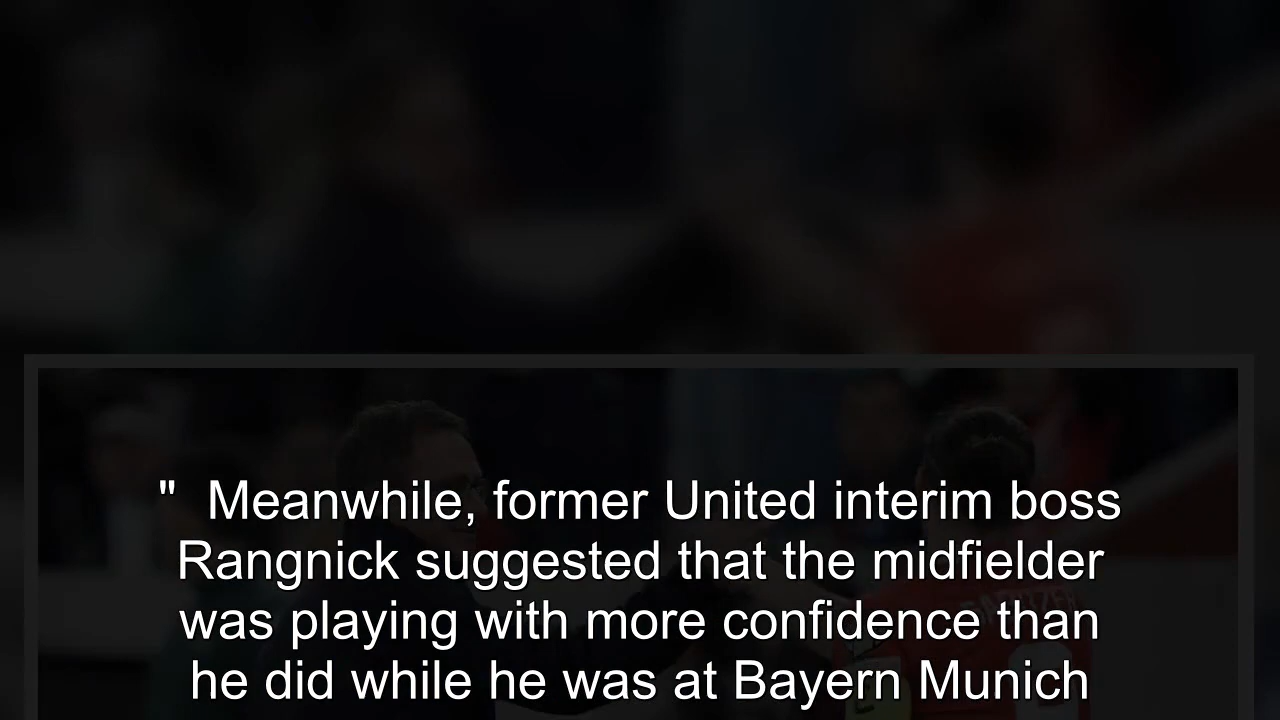 " Meanwhile, former United interim boss
Rangnick suggested that the midfielder
was playing with more confidence than
he did while he was at Bayern Munich